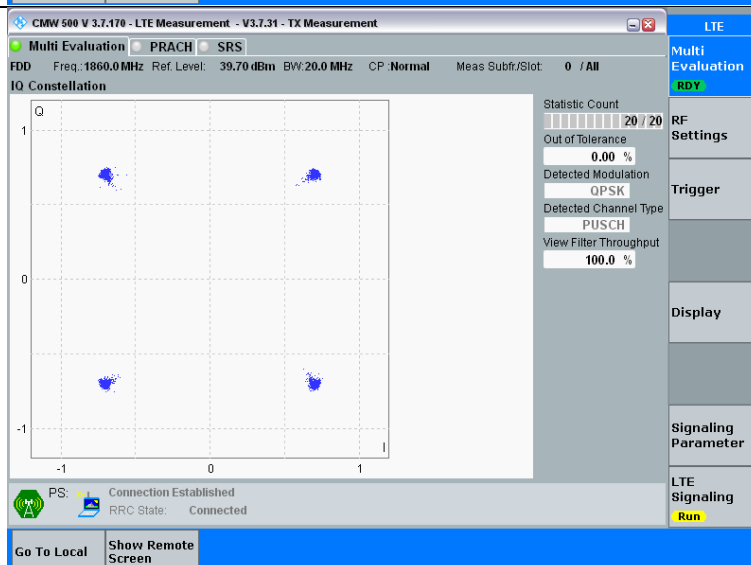 CMW 500 V 3.7.170 - LTE Measurement - V3.7.31 - TX Measurement
LTE
Multi Evaluation PRACH SRS
FDD Freq.: 1860.0 MHz Ref. Level: 39.70 dBm BW: 20.0 MHz CP : Normal Meas Subfr./Slot: 0 / All
IQ Constellation
Q
1
0
-1
-1 0 1
I
Statistic Count
20 / 20
Out of Tolerance
0.00 %
Detected Modulation
QPSK
Detected Channel Type
PUSCH
View Filter Throughput
100.0 %
PS: Connection Established
RRC State: Connected
Multi
Evaluation
RDY
RF
Settings
Trigger
Display
Signaling
Parameter
LTE
Signaling
Run
Go To Local
Show Remote
Screen